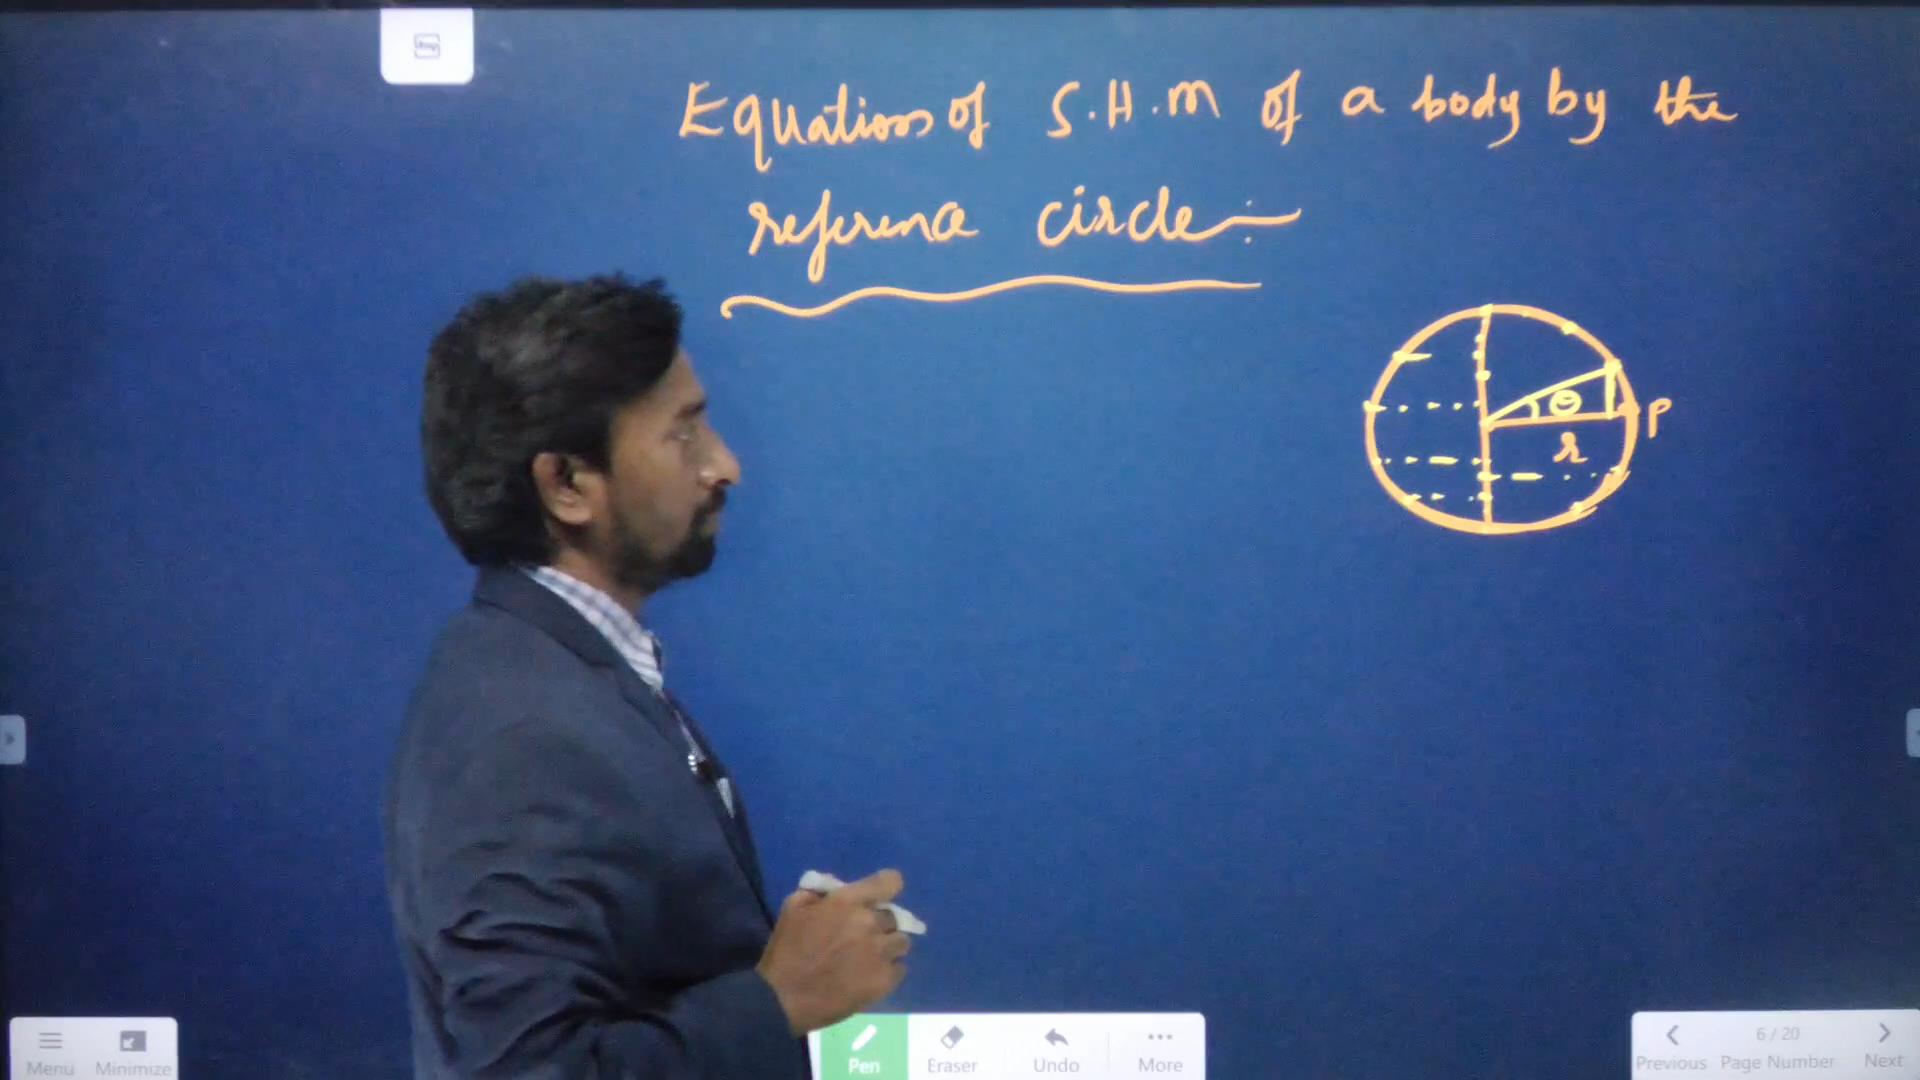 Equations of S.H.M of a body by the
reference circle:-
θ
P
r
Menu
Minimize
Pen
Eraser
Undo
More
Previous
6 / 20
Page Number
Next